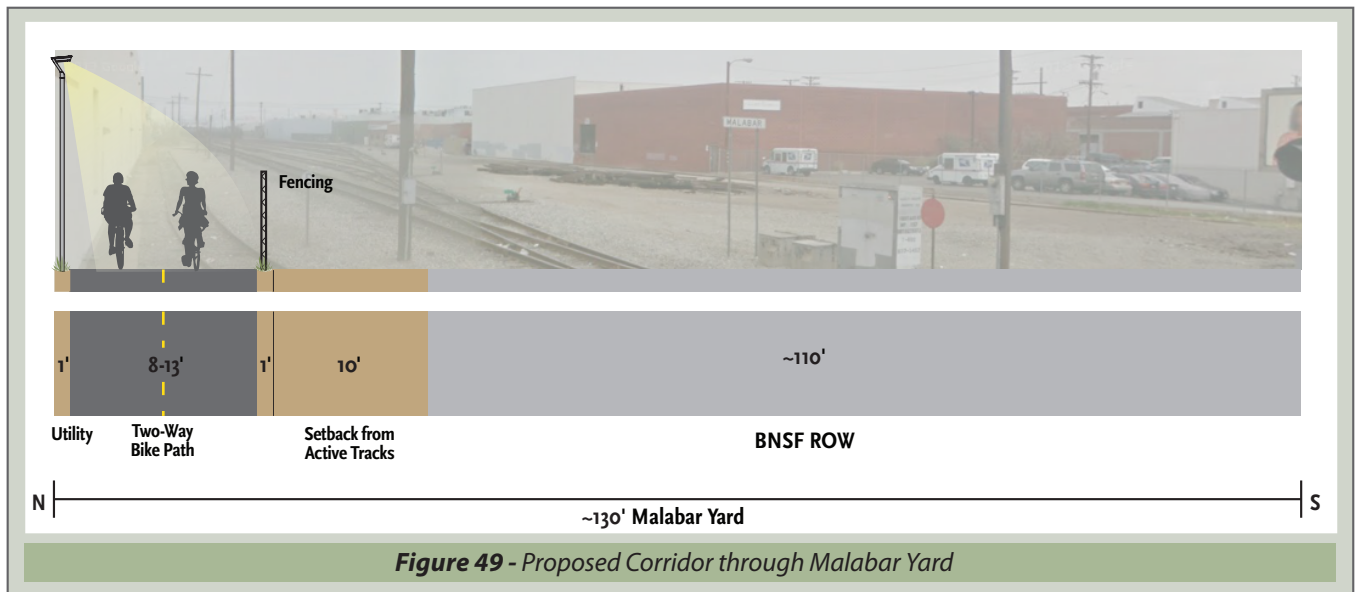 MALABAR
Fencing
1'
8-13'
1'
10'
~110'
Utility
Two-Way
Bike Path
Setback from
Active Tracks
BNSF ROW
N
S
~130' Malabar Yard
Figure 49 - Proposed Corridor through Malabar Yard